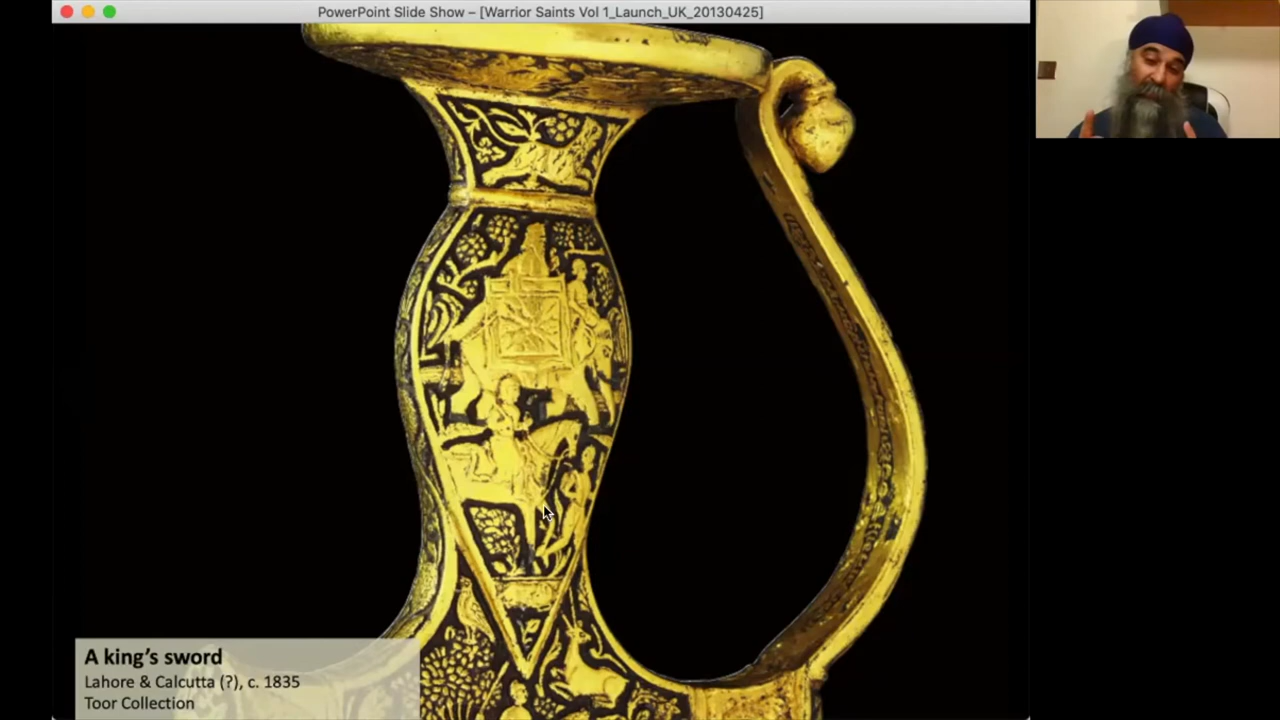 PowerPoint Slide Show – [Warrior Saints Vol 1_Launch_UK_20130425]
A king's sword
Lahore & Calcutta (?), c. 1835
Toor Collection